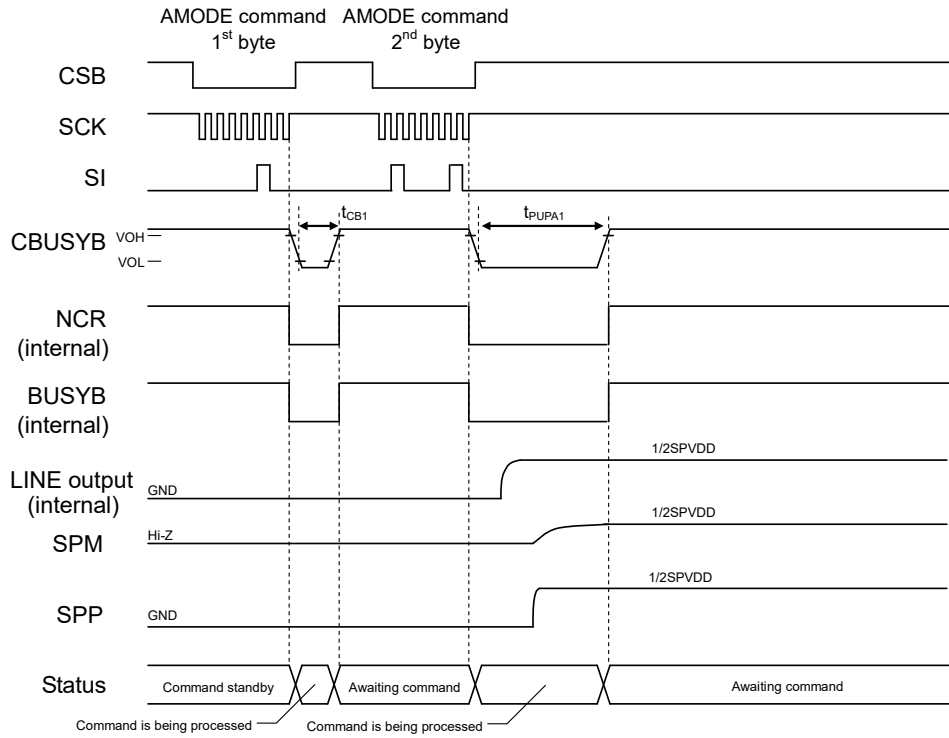 AMODE command
1st byte
AMODE command
2nd byte
CSB
SCK
SI
tCB1
tPUPA1
CBUSYB
VOH
VOL
NCR
(internal)
BUSYB
(internal)
1/2SPVDD
LINE output
(internal)
GND
1/2SPVDD
SPM
Hi-Z
1/2SPVDD
SPP
GND
Status
Command standby
Awaiting command
Awaiting command
Command is being processed
Command is being processed